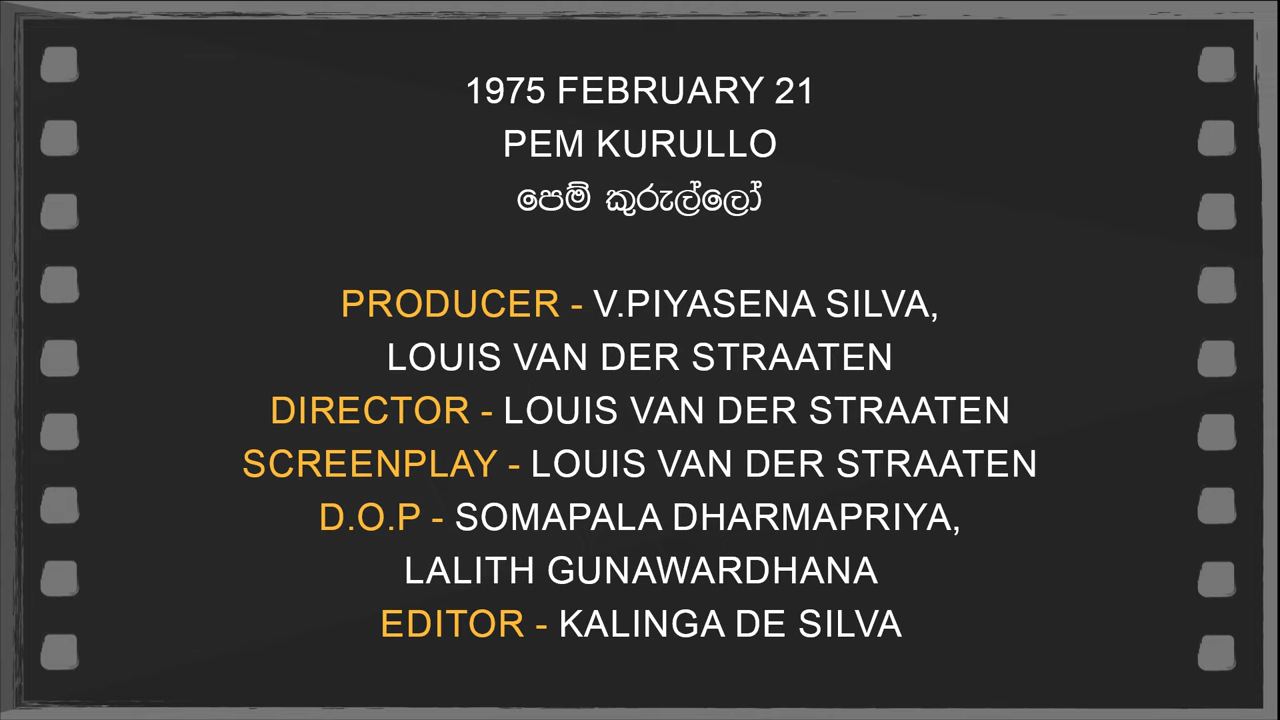 1975 FEBRUARY 21
PEM KURULLO
පෙම් කුරුල්ලෝ
PRODUCER - V.PIYASENA SILVA,
LOUIS VAN DER STRAATEN
DIRECTOR - LOUIS VAN DER STRAATEN
SCREENPLAY - LOUIS VAN DER STRAATEN
D.O.P - SOMAPALA DHARMAPRIYA,
LALITH GUNAWARDHANA
EDITOR - KALINGA DE SILVA